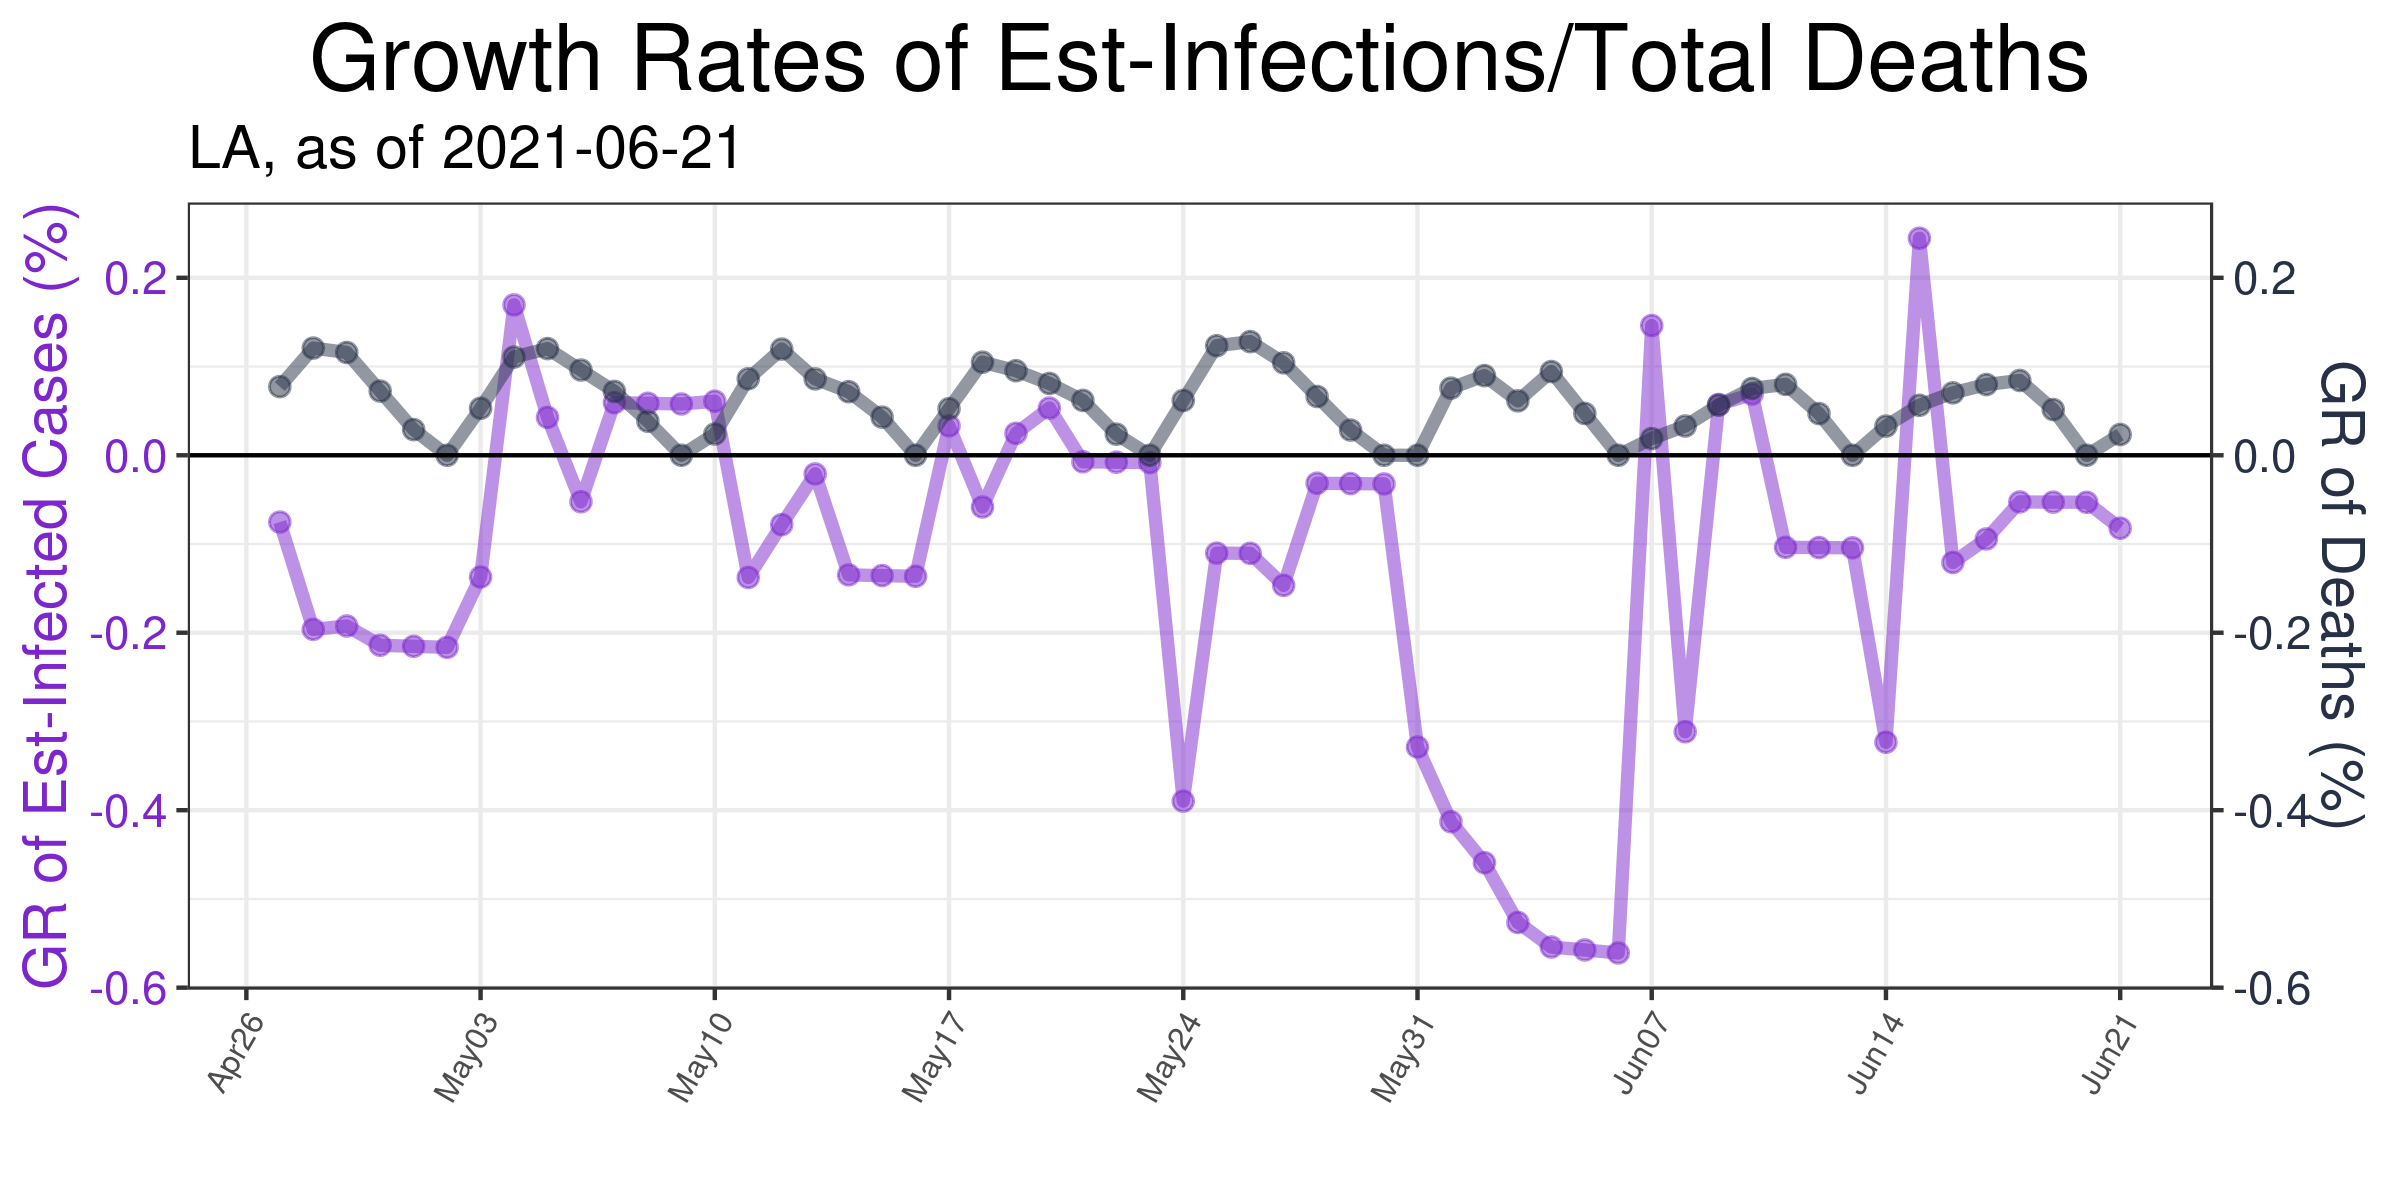 Growth Rates of Est-Infections/Total Deaths
LA, as of 2021-06-21
GR of Est-Infected Cases (%)
0.2
0.0
-0.2
-0.4
-0.6
0.2
0.0
-0.2
-0.4
-0.6
GR of Deaths (%)
Apr26 May03 May10 May17 May24 May31 Jun07 Jun14 Jun21